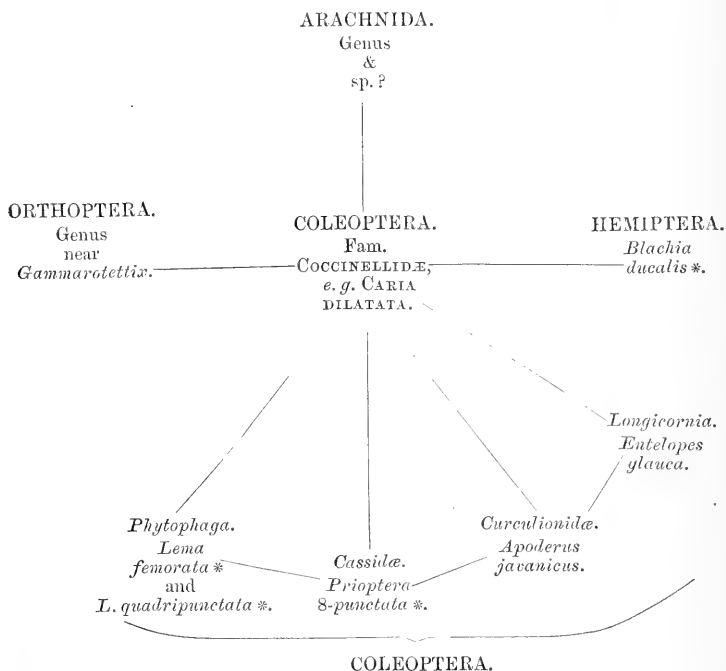 ARACHNIDA.
Genus
&
sp. ?
ORTHOPTERA.
Genus
near
Gammarotettix.
COLEOPTERA.
Fam.
COCCINELLIDÆ,
e. g. CARIA
DILATATA.
HEMIPTERA.
Blachia
ducalis *.
Longicornia.
Entelopes
glauca.
Phytophaga.
Lema
femorata *
and
L. quadripunctata *.
Cassidæ.
Prioptera
8-punctata *.
Curculionidæ.
Apoderus
javanicus.
COLEOPTERA.